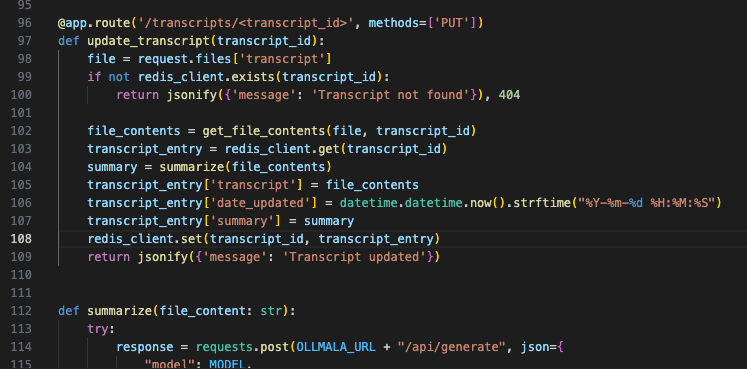 95
96 @app.route('/transcripts/<transcript_id>', methods=['PUT'])
97 def update_transcript(transcript_id):
98     file = request.files['transcript']
99     if not redis_client.exists(transcript_id):
100         return jsonify({'message': 'Transcript not found'}), 404
101
102     file_contents = get_file_contents(file, transcript_id)
103     transcript_entry = redis_client.get(transcript_id)
104     summary = summarize(file_contents)
105     transcript_entry['transcript'] = file_contents
106     transcript_entry['date_updated'] = datetime.datetime.now().strftime("%Y-%m-%d %H:%M:%S")
107     transcript_entry['summary'] = summary
108     redis_client.set(transcript_id, transcript_entry)
109     return jsonify({'message': 'Transcript updated'})
110
111
112 def summarize(file_content: str):
113     try:
114         response = requests.post(OLLMALA_URL + "/api/generate", json={
115             "model": MODEL,